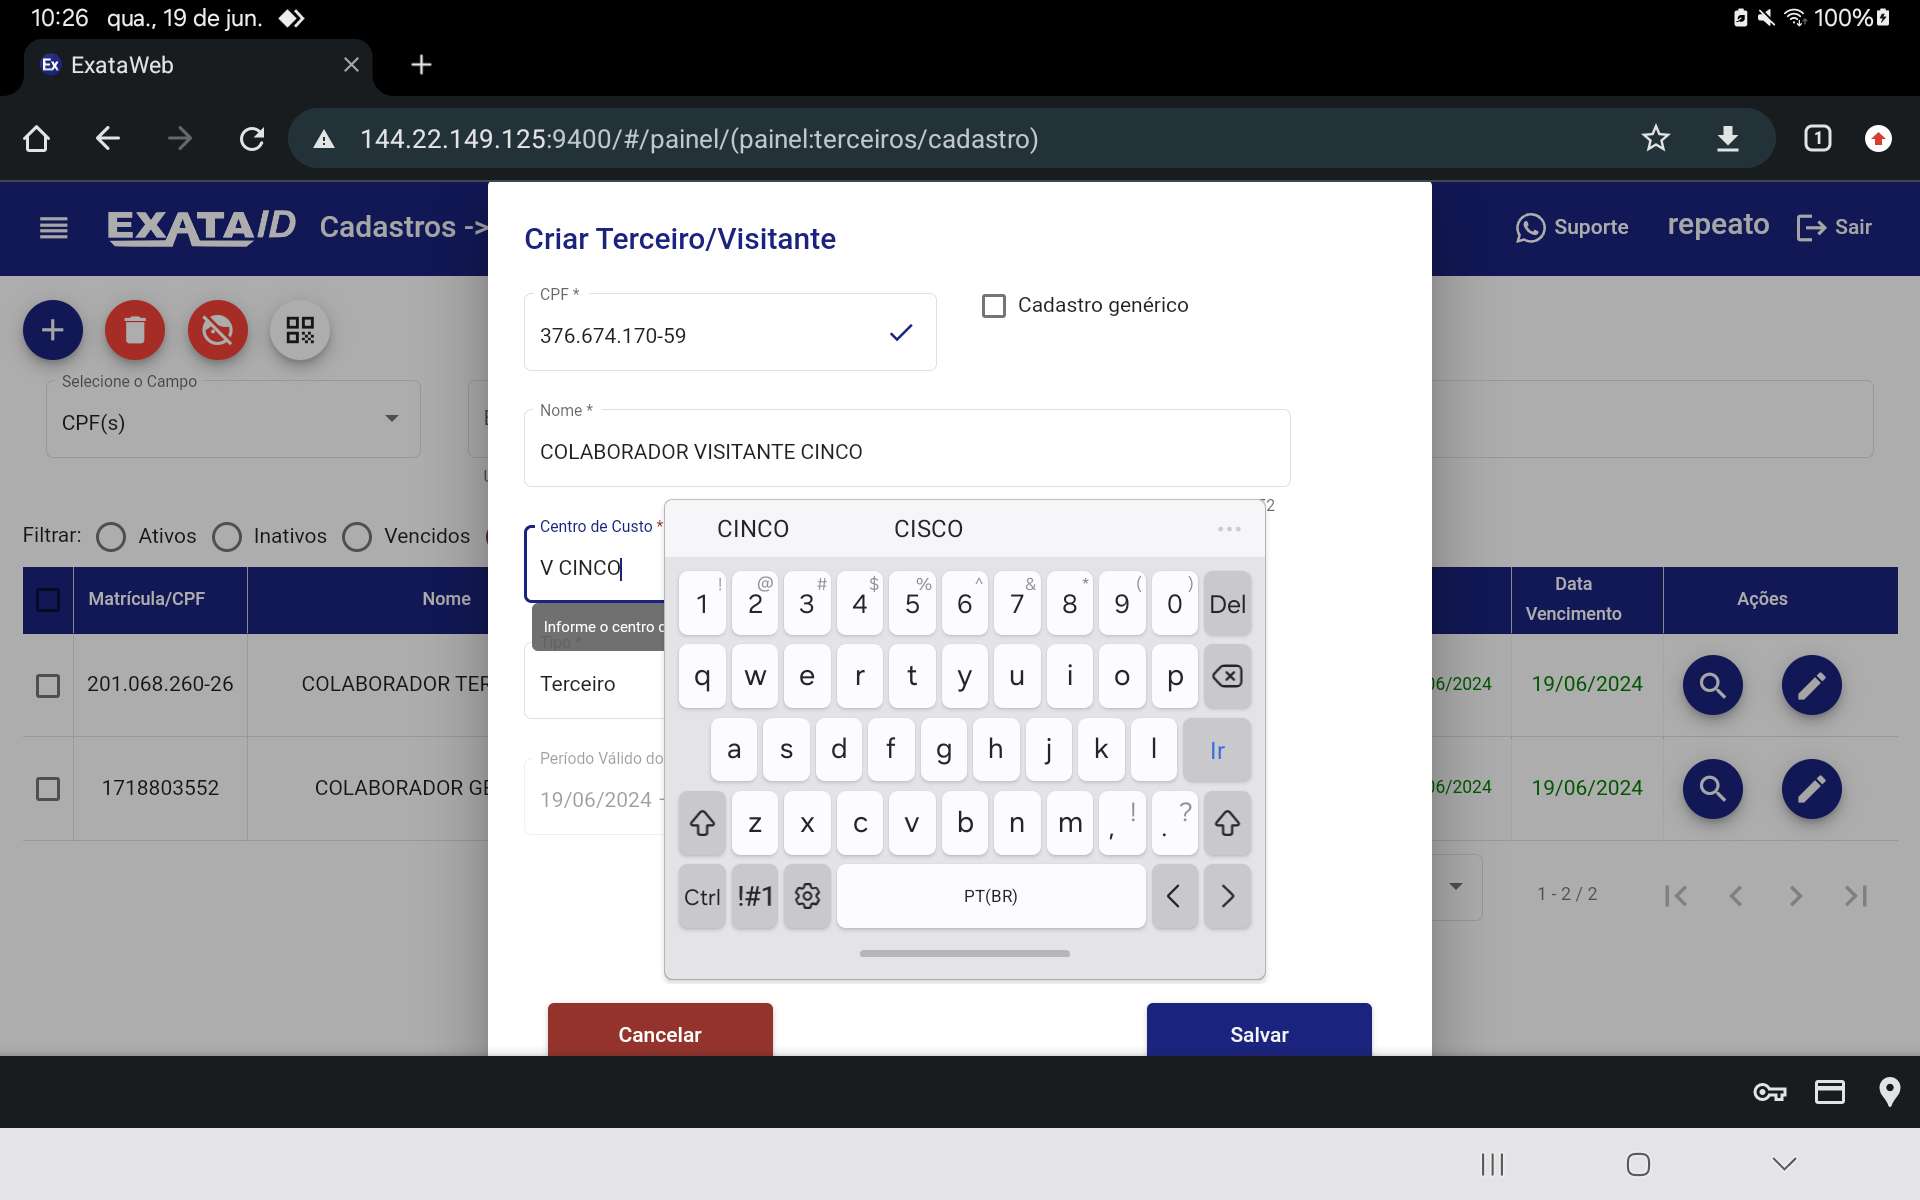 10:26 qua., 19 de jun. 100%
ExataWeb
144.22.149.125:9400/#/painel/(painel:terceiros/cadastro)
1
EXATAID Cadastros -> Suporte repeato Sair
Criar Terceiro/Visitante
CPF *
376.674.170-59
Cadastro genérico
Selecione o Campo
CPF(s)
Nome *
COLABORADOR VISITANTE CINCO
Filtrar: Ativos Inativos Vencidos
Centro de Custo *
V CINCO
Informe o centro
Tipo *
Terceiro
Período Válido do
19/06/2024 -
CINCO CISCO
1 ! 2 @ 3 # 4 $ 5 % 6 ^ 7 & 8 * 9 ( 0 ) Del
q w e r t y u i o p
a s d f g h j k l Ir
z x c v b n m , ! . ?
Ctrl !#1 PT(BR) < >
Matrícula/CPF Nome Data Vencimento Ações
201.068.260-26 COLABORADOR TER 06/2024 19/06/2024
1718803552 COLABORADOR GE 06/2024 19/06/2024
1 - 2 / 2
Cancelar Salvar